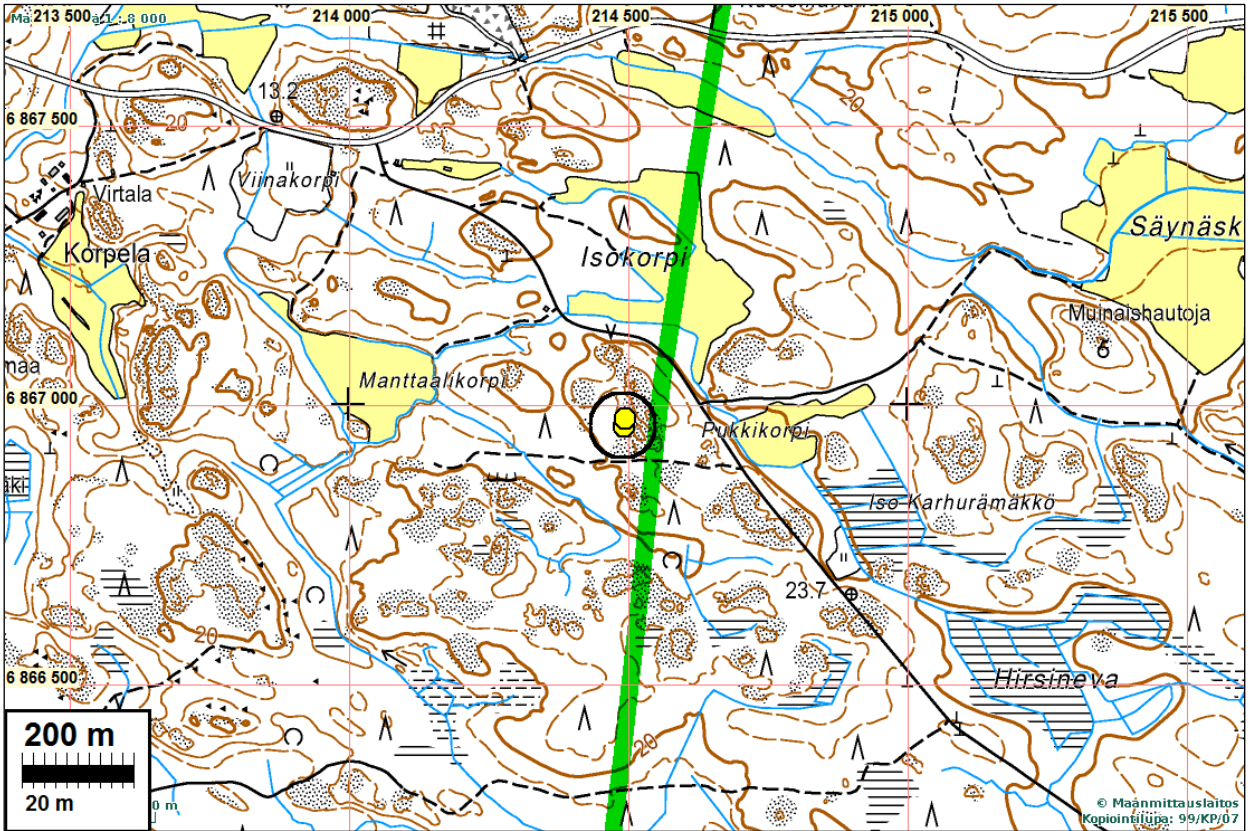 213 500
214 000
214 500
215 000
215 500
1 : 8 000
13.2
20
20
6 867 500
Viinakorpi
Virtala
Korpela
Isokorpi
Säynäsk
Muinaishautoja
maa
Manttaalikorpi
6 867 000
Pukkikorpi
Iso Karhurämäkkö
23.7
20
6 866 500
Hirsineva
20
200 m
20 m
0 m
© Maanmittauslaitos
Kopiointilupa: 99/KP/07